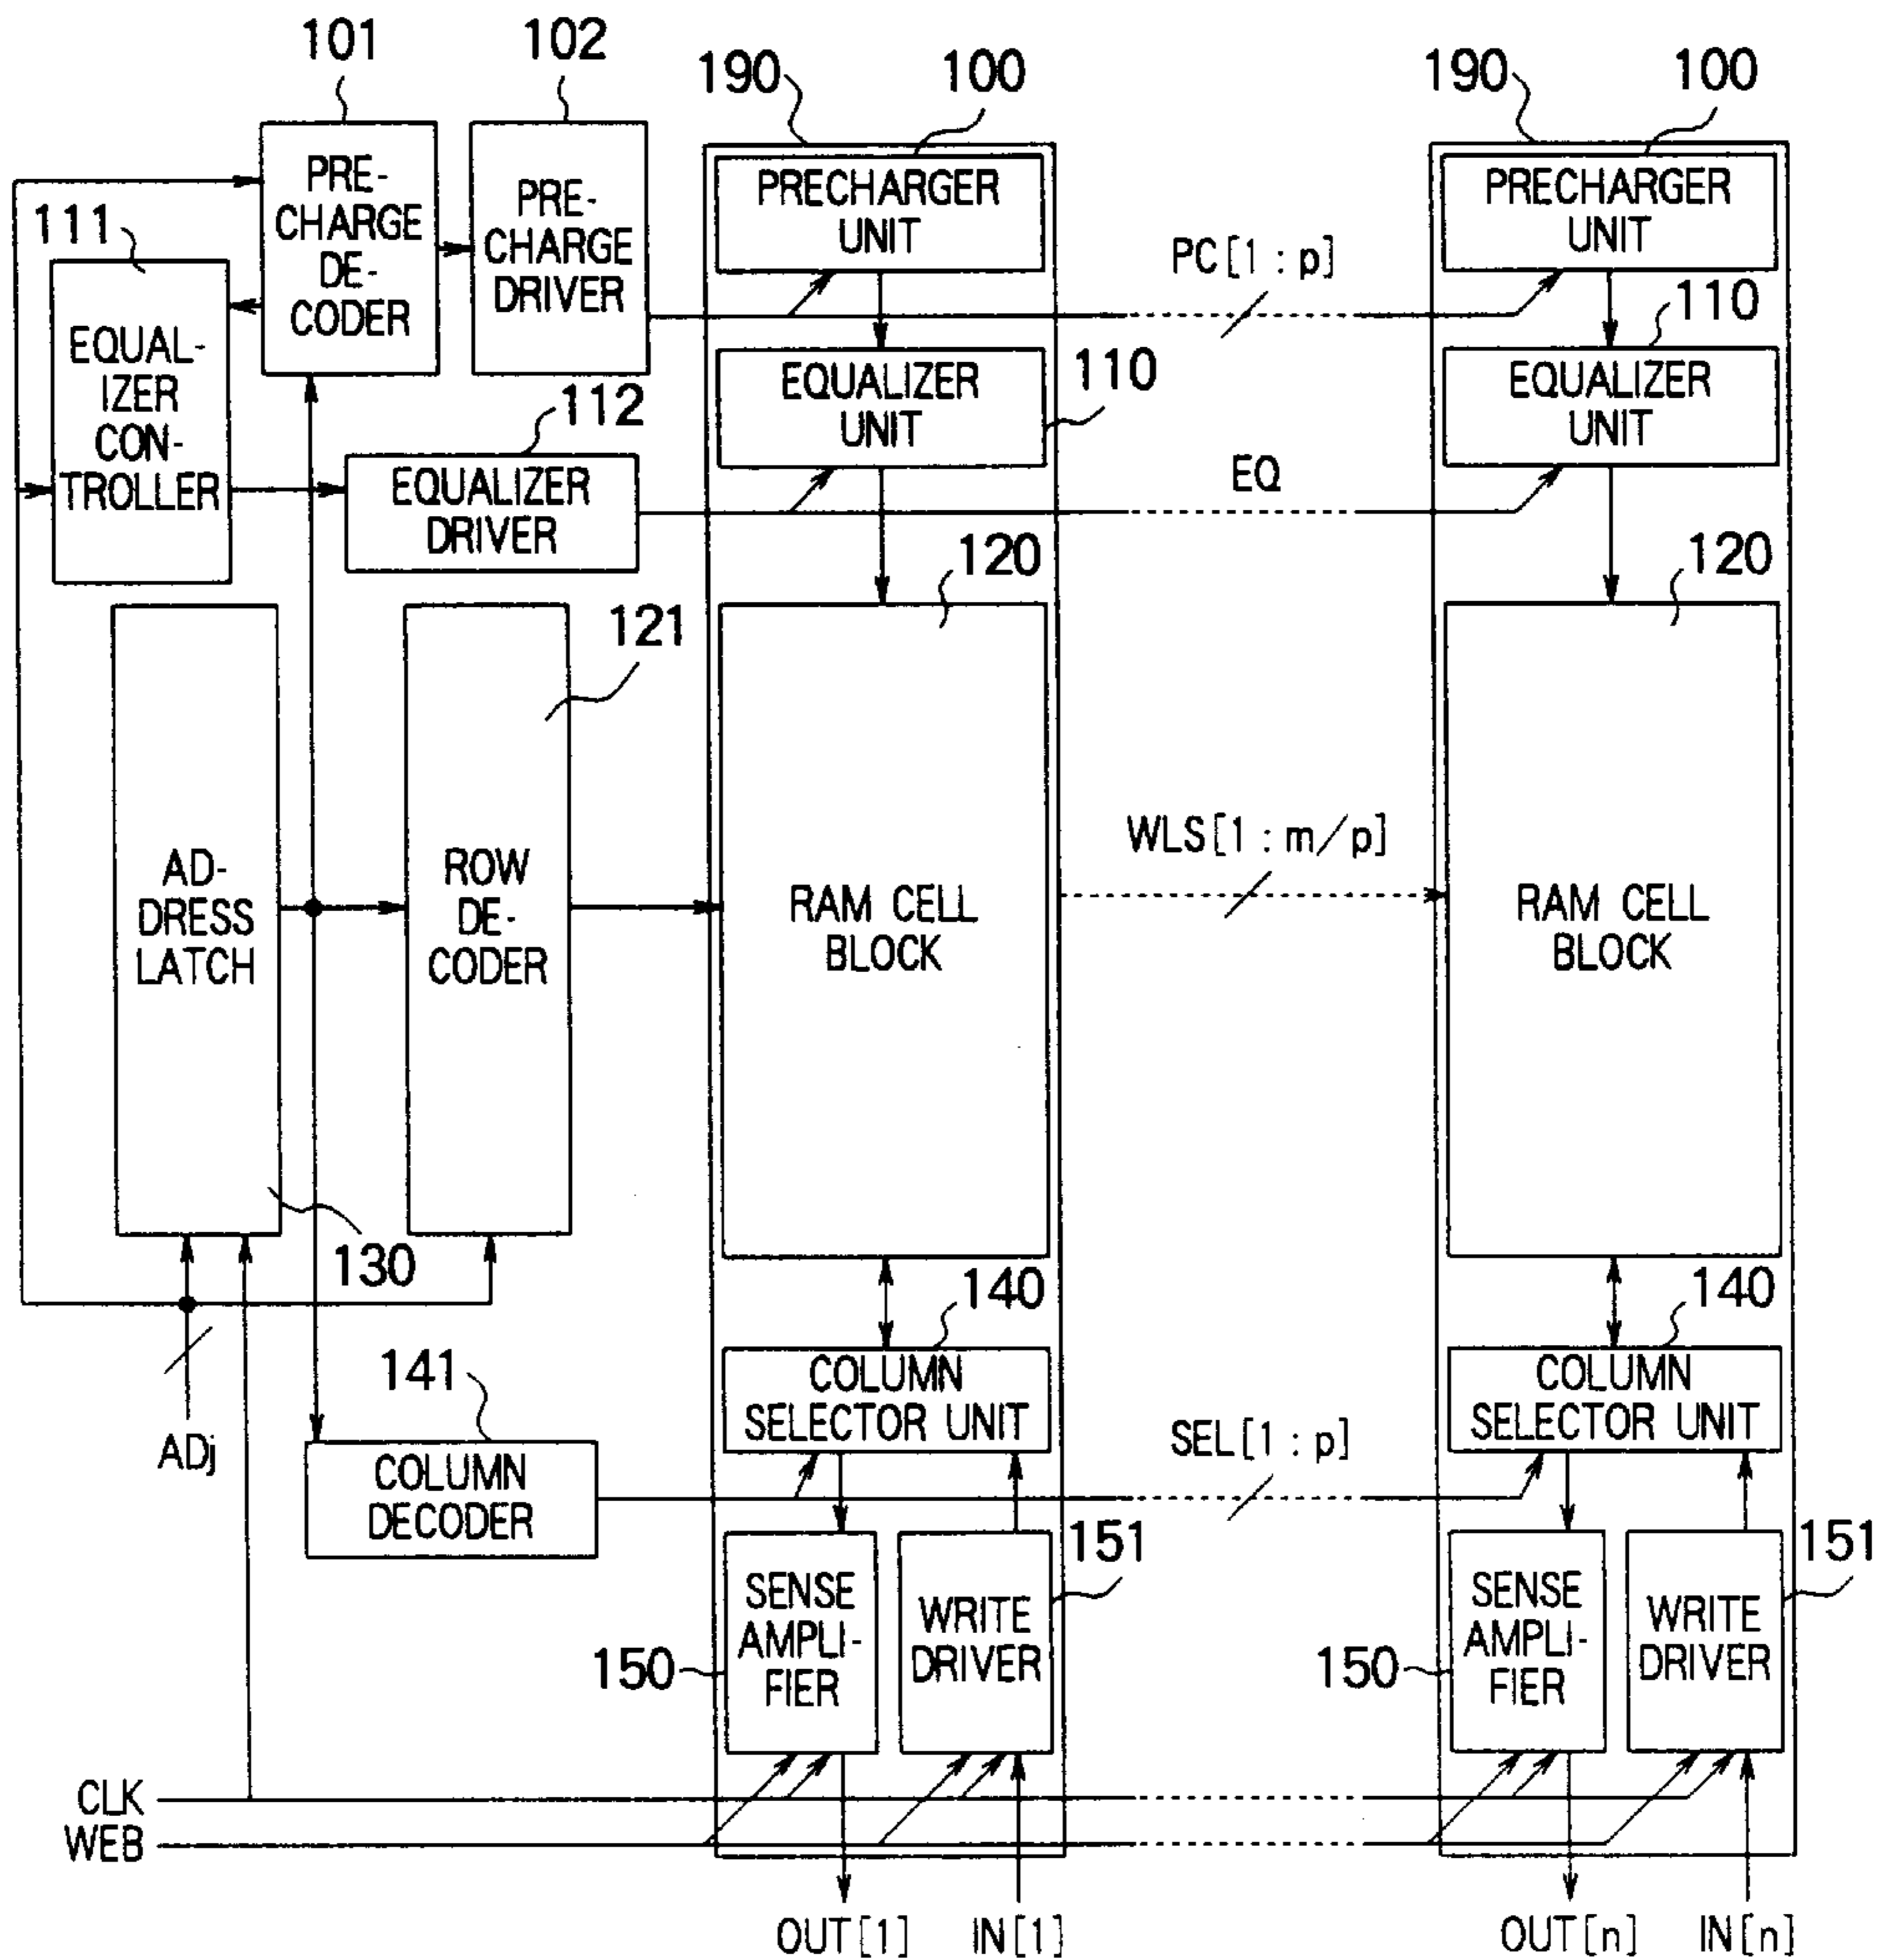 101
102
190
100
190
100
PRE-
CHARGE
DE-
CODER
PRE-
CHARGE
DRIVER
PRECHARGER
UNIT
PRECHARGER
UNIT
111
PC[1 : p]
EQUAL-
IZER
CON-
TROLLER
112
EQUALIZER
UNIT
110
110
EQUALIZER
UNIT
EQUALIZER
DRIVER
EQ
120
120
121
AD-
DRESS
LATCH
ROW
DE-
CODER
RAM CELL
BLOCK
WLS[1 : m/p]
RAM CELL
BLOCK
130
140
140
ADj
141
COLUMN
DECODER
COLUMN
SELECTOR UNIT
SEL[1 : p]
COLUMN
SELECTOR UNIT
151
151
150
SENSE
AMPLI-
FIER
WRITE
DRIVER
150
SENSE
AMPLI-
FIER
WRITE
DRIVER
CLK
WEB
OUT[1]
IN[1]
OUT[n]
IN[n]